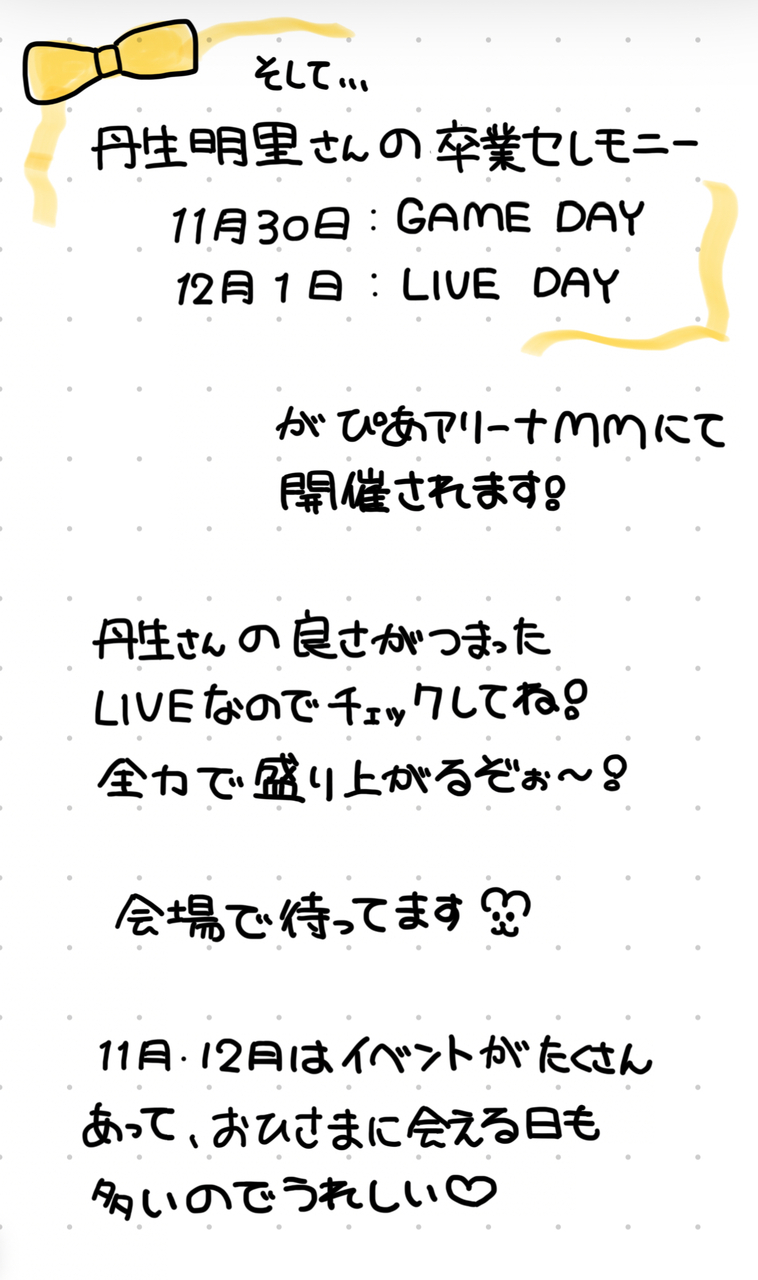 そして...
丹生明里さんの卒業セレモニー
11月30日：GAME DAY
12月1日：LIVE DAY
がぴあアリーナMMにて
開催されます!
丹生さんの良さがつまった
LIVEなのでチェックしてね!
全力で盛り上がるぞぉ〜!
会場で待ってます
11月・12月はイベントがたくさん
あって、おひさまに会える日も
多いのでうれしい♡